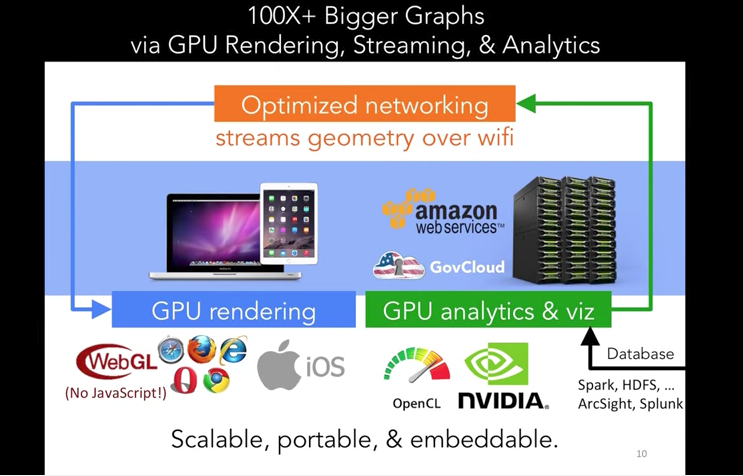 100X+ Bigger Graphs
via GPU Rendering, Streaming, & Analytics
Optimized networking
streams geometry over wifi
amazon
web services™
GovCloud
GPU rendering
GPU analytics & viz
WebGL
(No JavaScript!)
iOS
OpenCL
NVIDIA®
Database
Spark, HDFS, ...
ArcSight, Splunk
Scalable, portable, & embeddable.
10